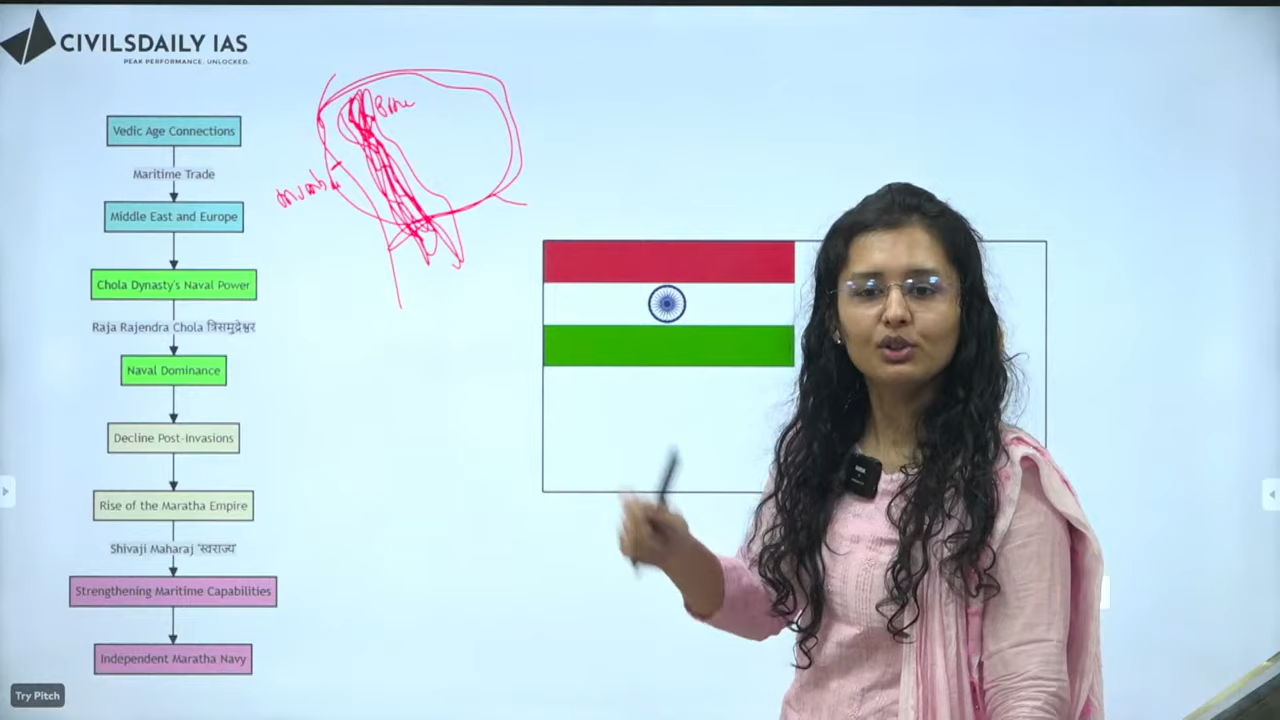 CIVILSDAILY IAS
PEAK PERFORMANCE. UNLOCKED.
Vedic Age Connections
Maritime Trade
Middle East and Europe
Chola Dynasty's Naval Power
Raja Rajendra Chola त्रिसमुद्रेश्वर
Naval Dominance
Decline Post-Invasions
Rise of the Maratha Empire
Shivaji Maharaj 'स्वराज्य'
Strengthening Maritime Capabilities
Independent Maratha Navy
Try Pitch